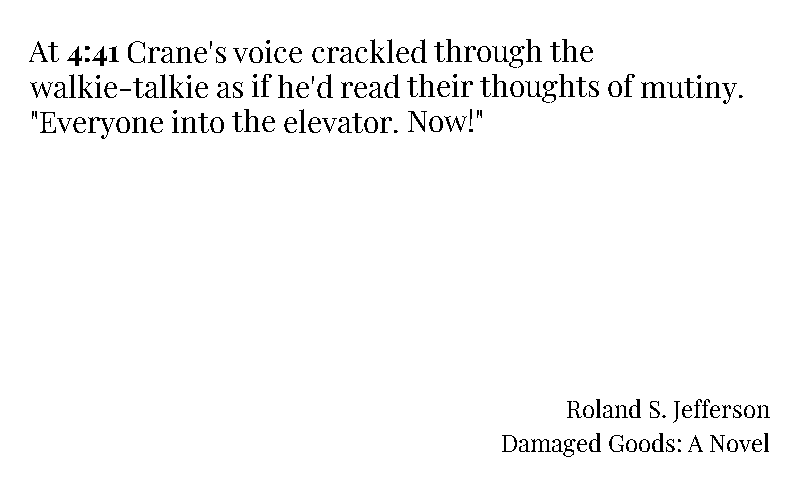 At 4:41 Crane's voice crackled through the
walkie-talkie as if he'd read their thoughts of mutiny.
"Everyone into the elevator. Now!"
Roland S. Jefferson
Damaged Goods: A Novel